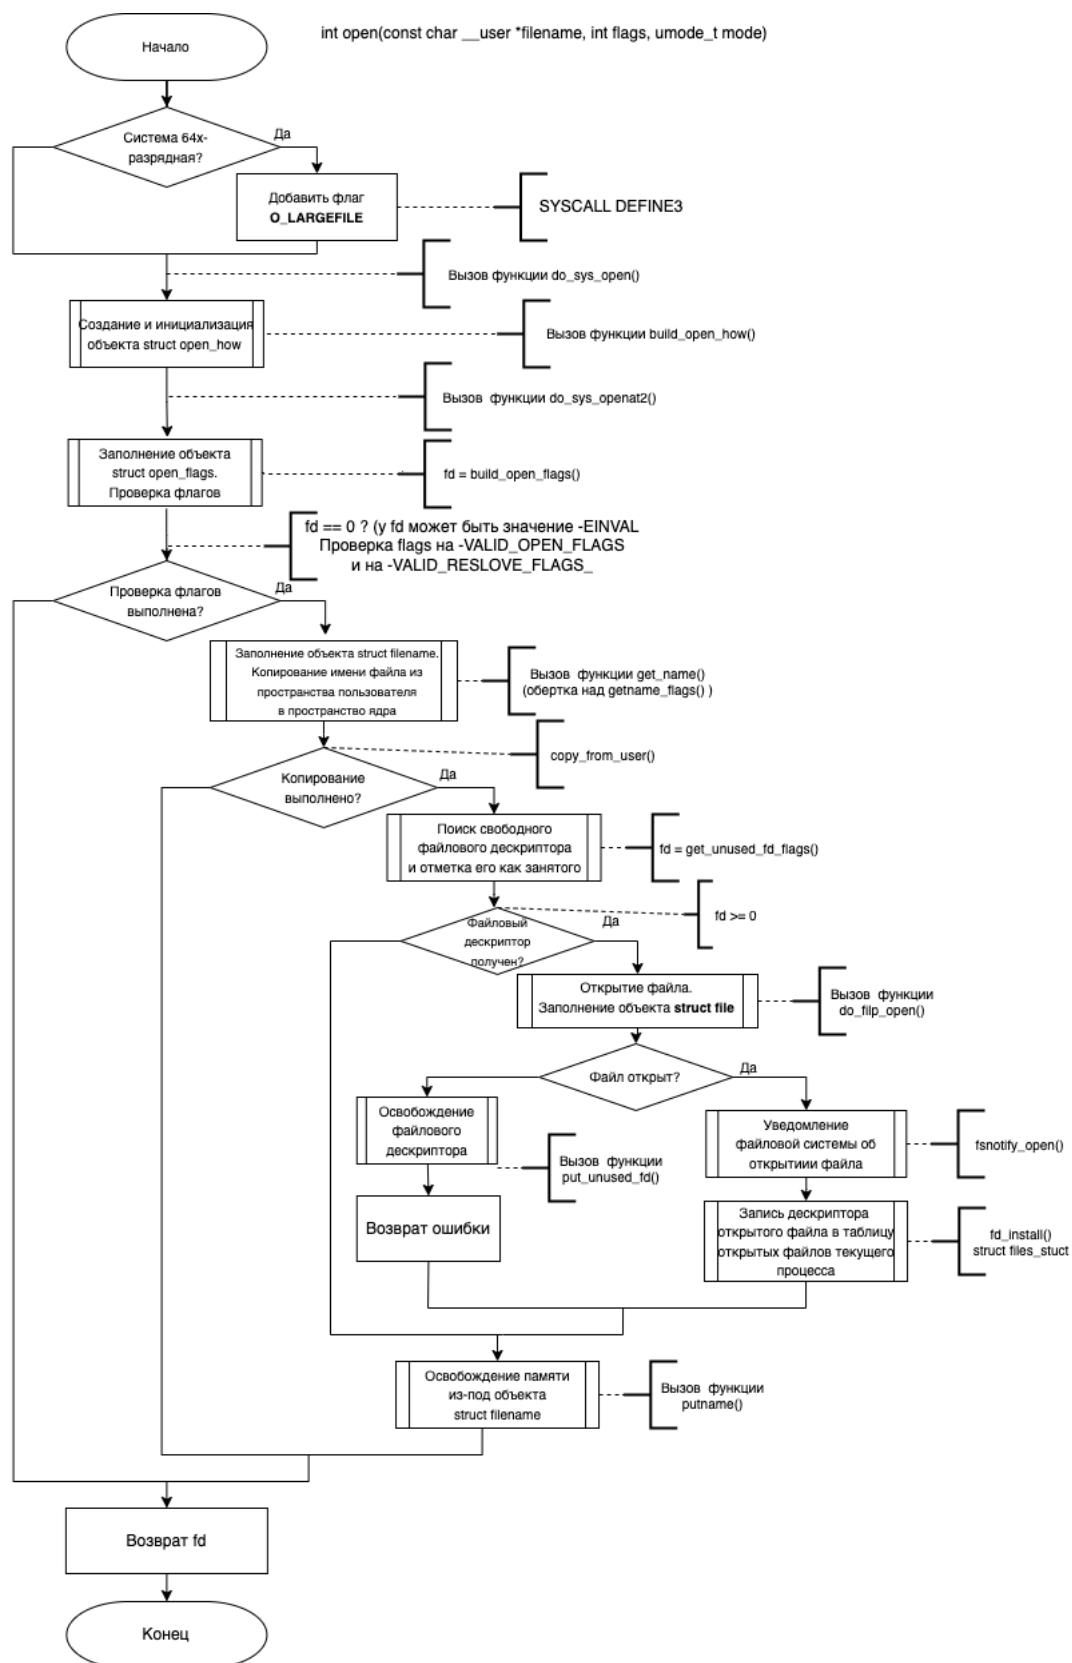 int open(const char __user *filename, int flags, umode_t mode)
Начало
Система 64х-
разрядная?
Да
Добавить флаг
O_LARGEFILE
SYSCALL DEFINE3
Вызов функции do_sys_open()
Создание и инициализация
объекта struct open_how
Вызов функции build_open_how()
Вызов функции do_sys_openat2()
Заполнение объекта
struct open_flags.
Проверка флагов
fd = build_open_flags()
fd == 0 ? (у fd может быть значение -EINVAL
Проверка flags на -VALID_OPEN_FLAGS
и на -VALID_RESLOVE_FLAGS_
Проверка флагов
выполнена?
Да
Заполнение объекта struct filename.
Копирование имени файла из
пространства пользователя
в пространство ядра
Вызов функции get_name()
(обертка над getname_flags() )
copy_from_user()
Копирование
выполнено?
Да
Поиск свободного
файлового дескриптора
и отметка его как занятого
fd = get_unused_fd_flags()
fd >= 0
Файловый
дескриптор
получен?
Да
Открытие файла.
Заполнение объекта struct file
Вызов функции
do_filp_open()
Файл открыт?
Да
Освобождение
файлового
дескриптора
Вызов функции
put_unused_fd()
Уведомление
файловой системы об
открытиии файла
fsnotify_open()
Возврат ошибки
Запись дескриптора
открытого файла в таблицу
открытых файлов текущего
процесса
fd_install()
struct files_stuct
Освобождение памяти
из-под объекта
struct filename
Вызов функции
putname()
Возврат fd
Конец